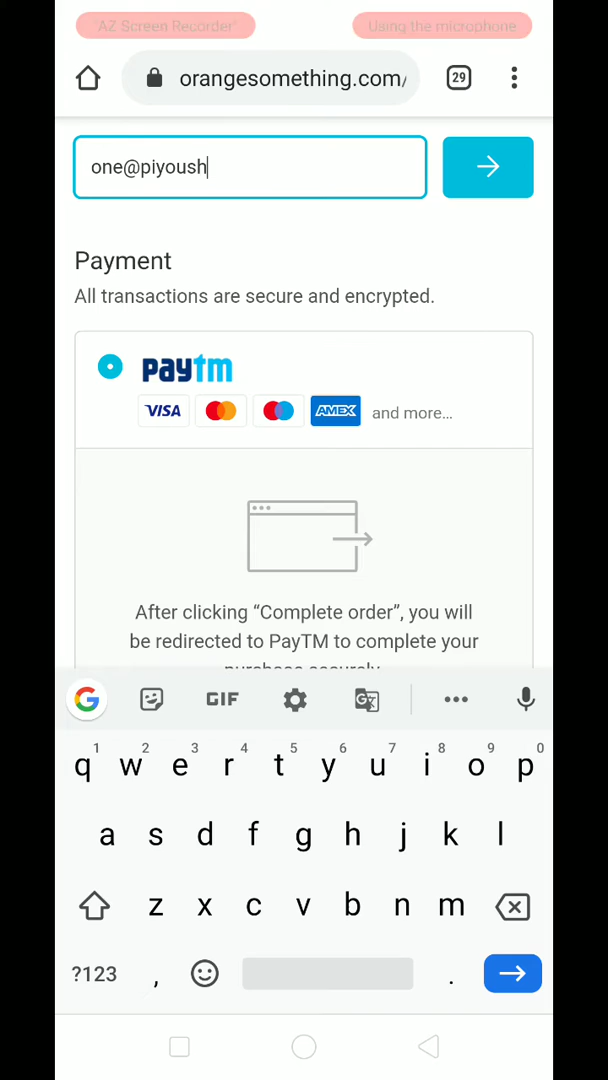 "AZ Screen Recorder" Using the microphone
orangesomething.com/ 29
one@piyoush
Payment
All transactions are secure and encrypted.
paytm
VISA AMEX and more...
After clicking “Complete order”, you will
be redirected to PayTM to complete your
purchase securely.
G GIF G
1 2 3 4 5 6 7 8 9 0
q w e r t y u i o p
a s d f g h j k l
z x c v b n m
?123 , .